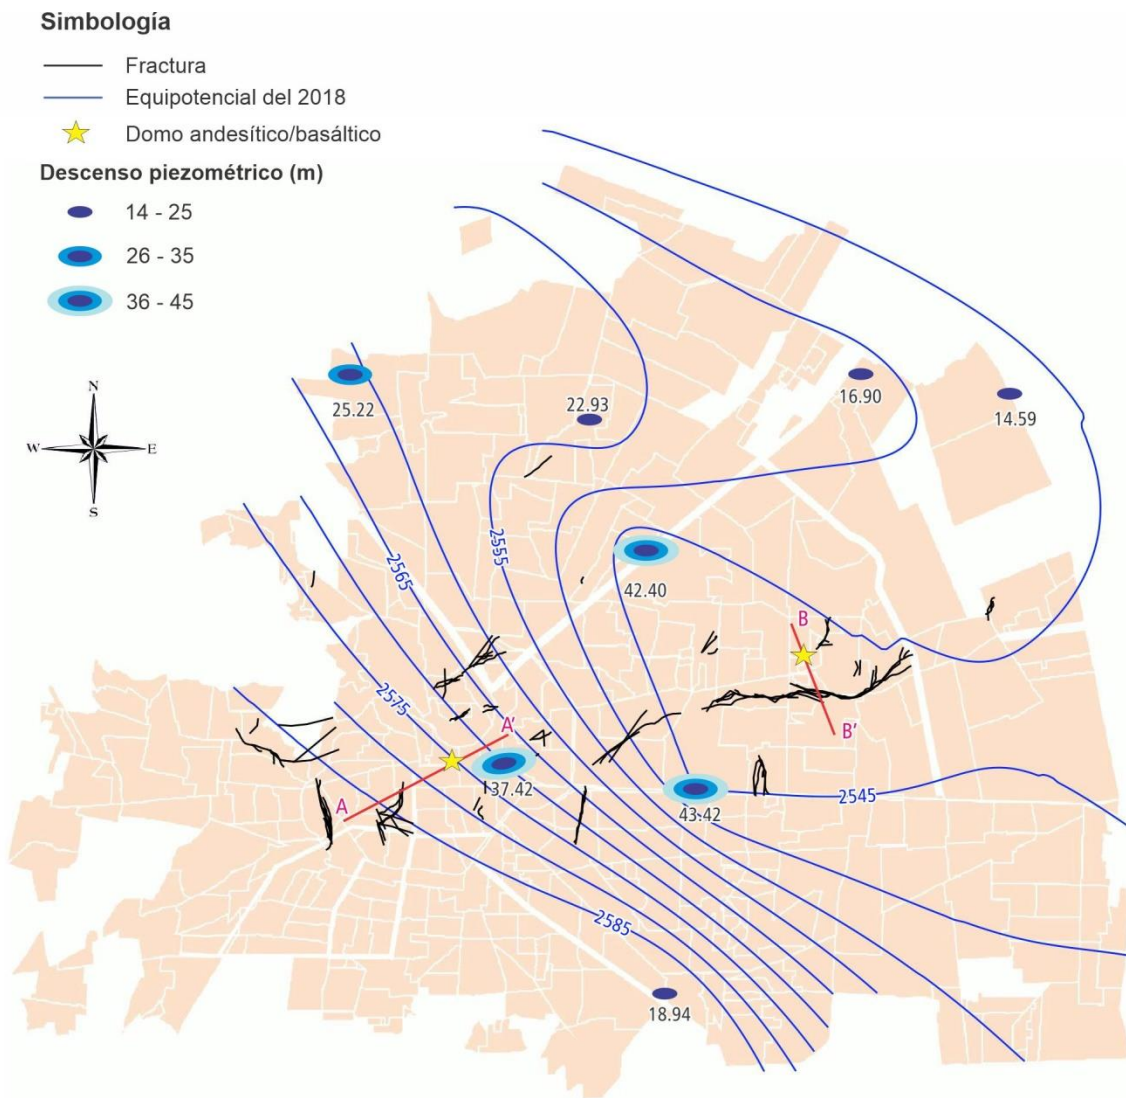 Simbología
Fractura
Equipotencial del 2018
Domo andesítico/basáltico
Descenso piezométrico (m)
14 - 25
26 - 35
36 - 45
N
W
E
S
25.22
22.93
16.90
14.59
2565
2555
42.40
B
2575
A'
B'
37.42
A
2545
43.42
2585
18.94